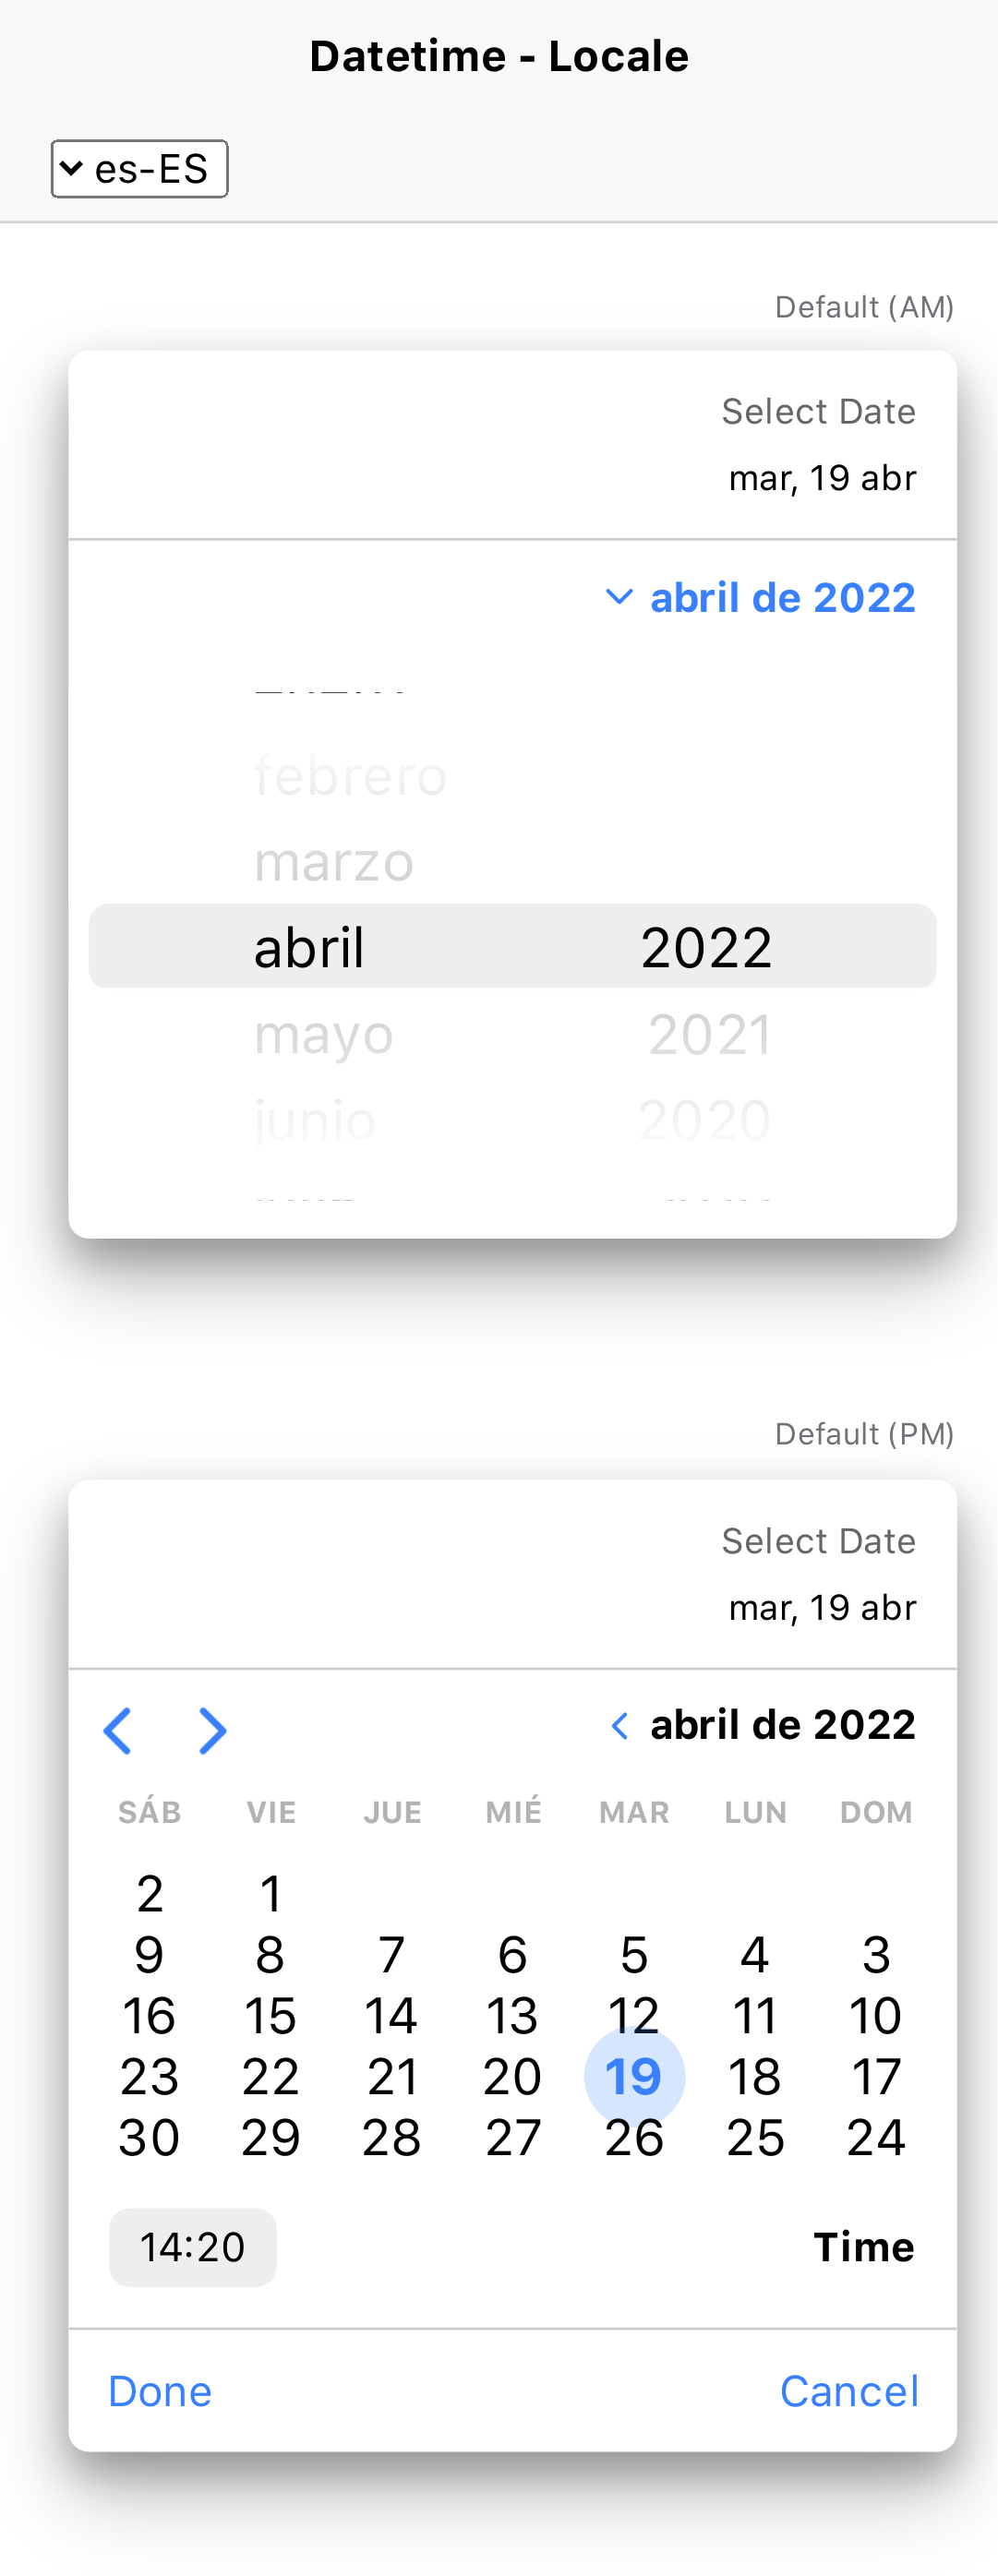 Datetime - Locale
es-ES
Default (AM)
Select Date
mar, 19 abr
abril de 2022
febrero
marzo
abril 2022
mayo 2021
junio 2020
Default (PM)
Select Date
mar, 19 abr
abril de 2022
SÁB VIE JUE MIÉ MAR LUN DOM
2 1
9 8 7 6 5 4 3
16 15 14 13 12 11 10
23 22 21 20 19 18 17
30 29 28 27 26 25 24
14:20 Time
Done Cancel